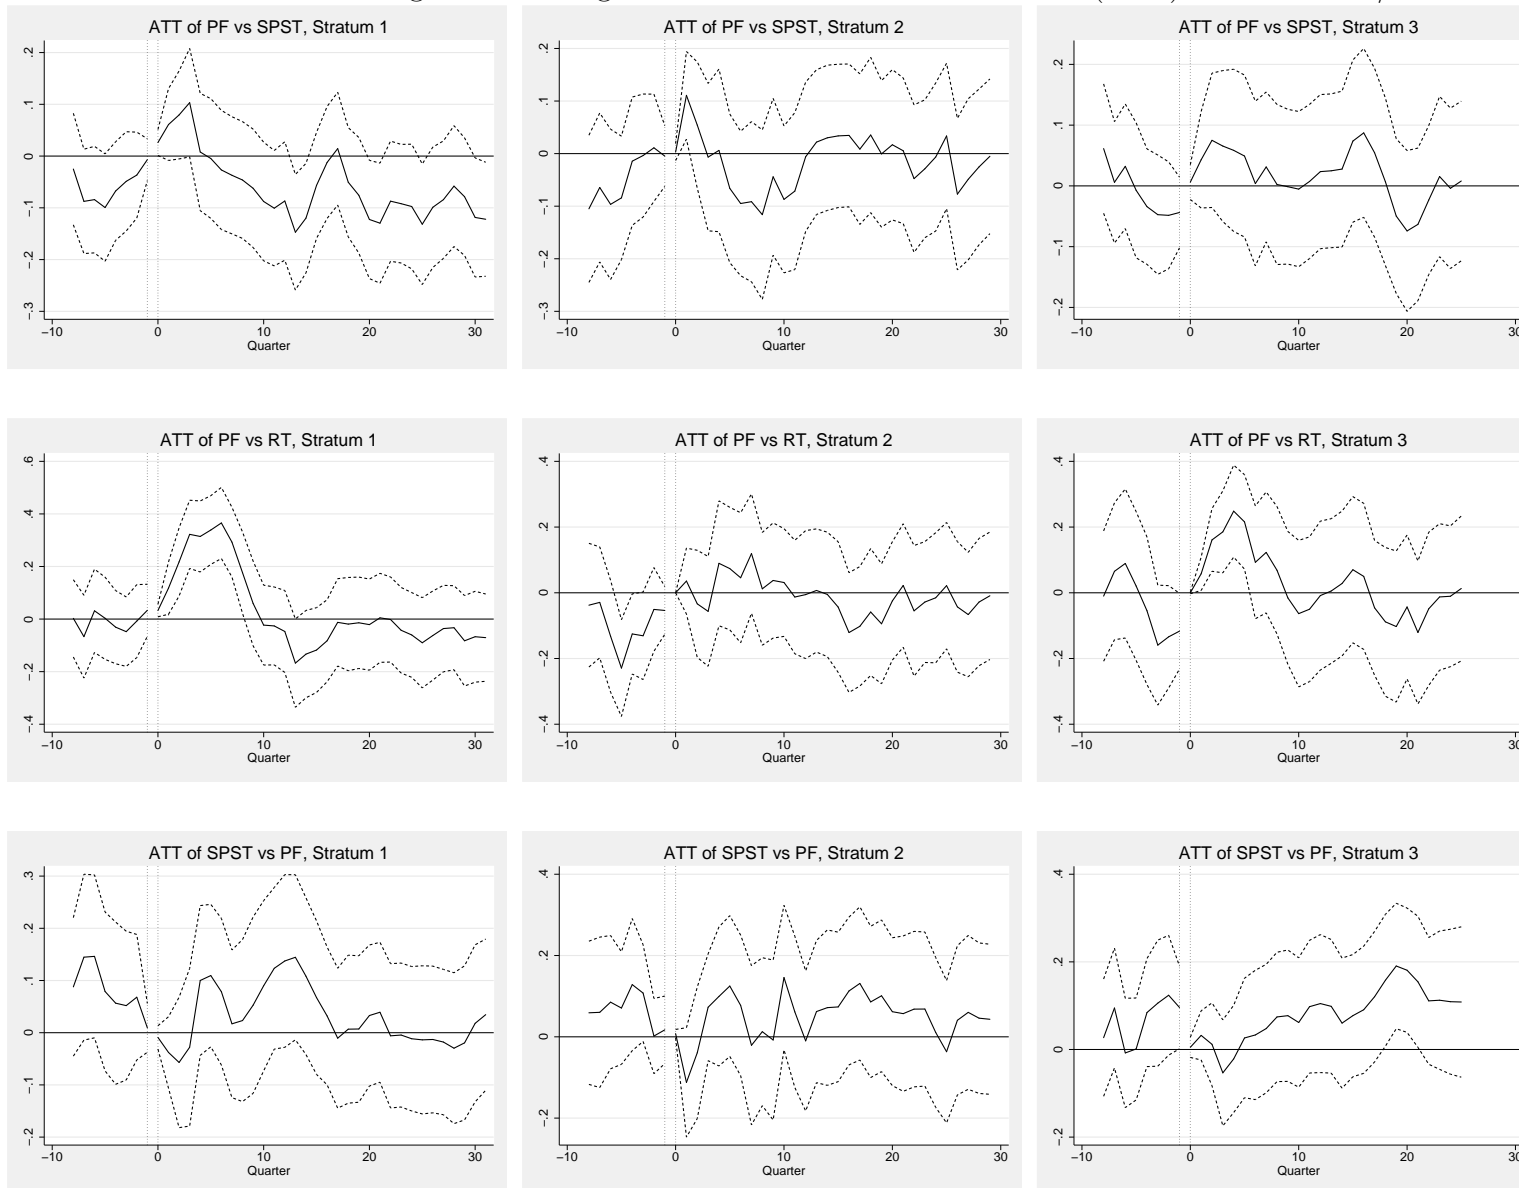 ATT of PF vs SPST, Stratum 1
.2
.1
0
−.1
−.2
−.3
−10 0 10 20 30
Quarter
ATT of PF vs SPST, Stratum 2
.2
.1
0
−.1
−.2
−.3
−10 0 10 20 30
Quarter
ATT of PF vs SPST, Stratum 3
.2
.1
0
−.1
−.2
−10 0 10 20 30
Quarter
ATT of PF vs RT, Stratum 1
.6
.4
.2
0
−.2
−.4
−10 0 10 20 30
Quarter
ATT of PF vs RT, Stratum 2
.4
.2
0
−.2
−.4
−10 0 10 20 30
Quarter
ATT of PF vs RT, Stratum 3
.4
.2
0
−.2
−.4
−10 0 10 20 30
Quarter
ATT of SPST vs PF, Stratum 1
.3
.2
.1
0
−.1
−.2
−10 0 10 20 30
Quarter
ATT of SPST vs PF, Stratum 2
.4
.2
0
−.2
−10 0 10 20 30
Quarter
ATT of SPST vs PF, Stratum 3
.4
.2
0
−.2
−10 0 10 20 30
Quarter